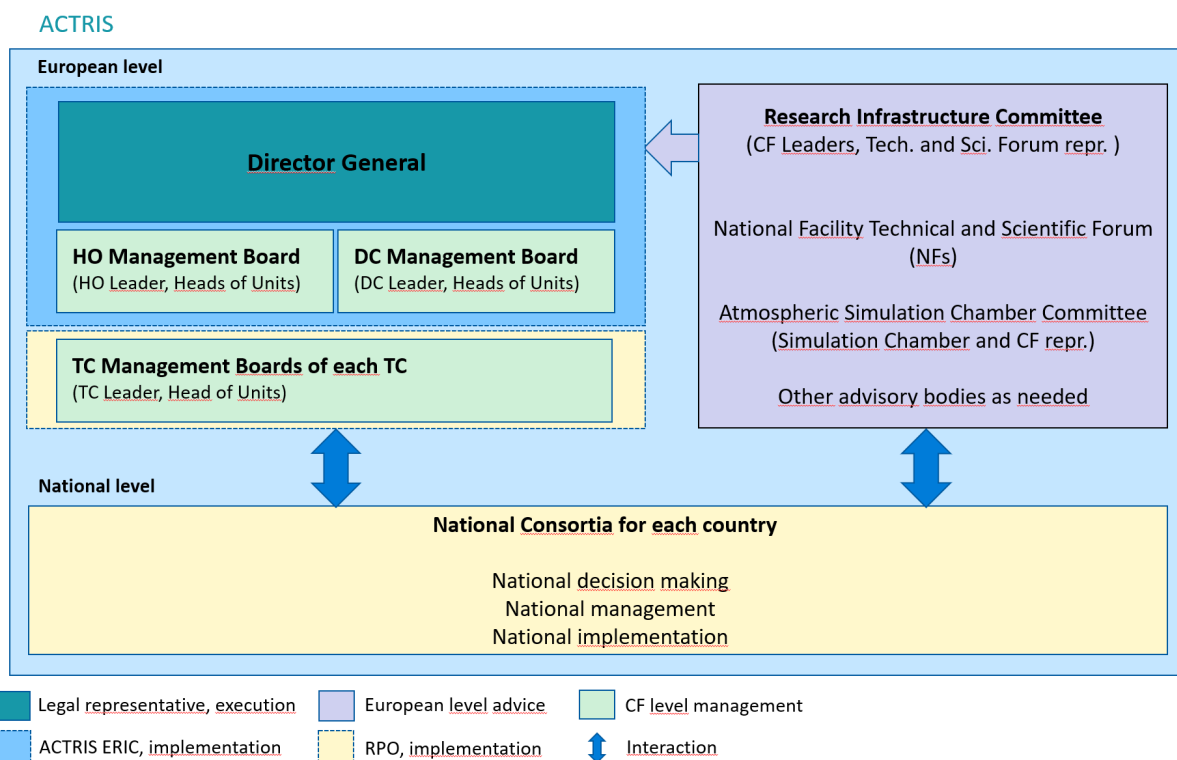 ACTRIS
European level
Director General
HO Management Board
(HO Leader, Heads of Units)
DC Management Board
(DC Leader, Heads of Units)
TC Management Boards of each TC
(TC Leader, Head of Units)
Research Infrastructure Committee
(CF Leaders, Tech. and Sci. Forum repr. )
National Facility Technical and Scientific Forum
(NFs)
Atmospheric Simulation Chamber Committee
(Simulation Chamber and CF repr.)
Other advisory bodies as needed
National level
National Consortia for each country
National decision making
National management
National implementation
Legal representative, execution
European level advice
CF level management
ACTRIS ERIC, implementation
RPO, implementation
Interaction